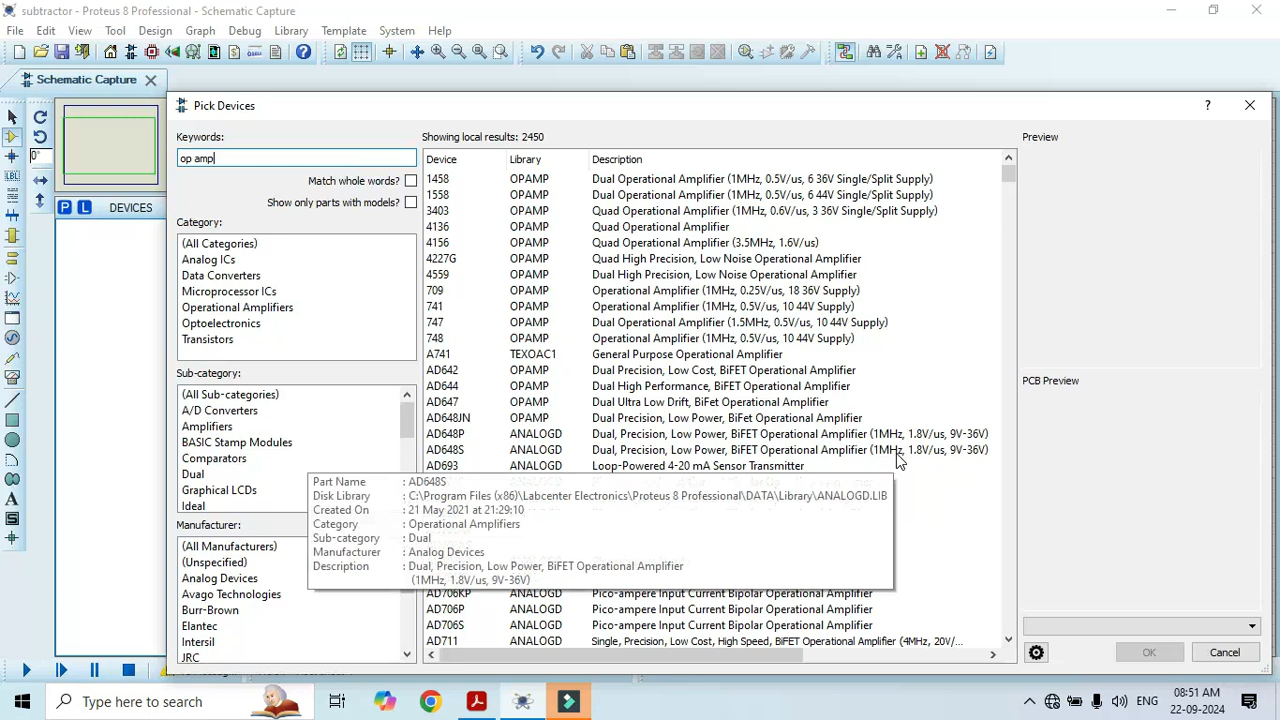 subtractor - Proteus 8 Professional - Schematic Capture
File Edit View Tool Design Graph Debug Library Template System Help
Schematic Capture
Pick Devices
Keywords:
op amp
Match whole words?
Show only parts with models?
Category:
(All Categories)
Analog ICs
Data Converters
Microprocessor ICs
Operational Amplifiers
Optoelectronics
Transistors
Sub-category:
(All Sub-categories)
A/D Converters
Amplifiers
BASIC Stamp Modules
Comparators
Dual
Graphical LCDs
Ideal
Manufacturer:
(All Manufacturers)
(Unspecified)
Analog Devices
Avago Technologies
Burr-Brown
Elantec
Intersil
JRC
0°
P L DEVICES
Showing local results: 2450
Device Library Description
1458 OPAMP Dual Operational Amplifier (1MHz, 0.5V/us, 6 36V Single/Split Supply)
1558 OPAMP Dual Operational Amplifier (1MHz, 0.5V/us, 6 44V Single/Split Supply)
3403 OPAMP Quad Operational Amplifier (1MHz, 0.6V/us, 3 36V Single/Split Supply)
4136 OPAMP Quad Operational Amplifier
4156 OPAMP Quad Operational Amplifier (3.5MHz, 1.6V/us)
4227G OPAMP Quad High Precision, Low Noise Operational Amplifier
4559 OPAMP Dual High Precision, Low Noise Operational Amplifier
709 OPAMP Operational Amplifier (1MHz, 0.25V/us, 18 36V Supply)
741 OPAMP Operational Amplifier (1MHz, 0.5V/us, 10 44V Supply)
747 OPAMP Dual Operational Amplifier (1.5MHz, 0.5V/us, 10 44V Supply)
748 OPAMP Operational Amplifier (1MHz, 0.5V/us, 10 44V Supply)
A741 TEXOAC1 General Purpose Operational Amplifier
AD642 OPAMP Dual Precision, Low Cost, BiFET Operational Amplifier
AD644 OPAMP Dual High Performance, BiFET Operational Amplifier
AD647 OPAMP Dual Ultra Low Drift, BiFet Operational Amplifier
AD648JN OPAMP Dual Precision, Low Power, BiFet Operational Amplifier
AD648P ANALOGD Dual, Precision, Low Power, BiFET Operational Amplifier (1MHz, 1.8V/us, 9V-36V)
AD648S ANALOGD Dual, Precision, Low Power, BiFET Operational Amplifier (1MHz, 1.8V/us, 9V-36V)
AD693 ANALOGD Loop-Powered 4-20 mA Sensor Transmitter
Part Name : AD648S
Disk Library : C:\Program Files (x86)\Labcenter Electronics\Proteus 8 Professional\DATA\Library\ANALOGD.LIB
Created On : 21 May 2021 at 21:29:10
Category : Operational Amplifiers
Sub-category : Dual
Manufacturer : Analog Devices
Description : Dual, Precision, Low Power, BiFET Operational Amplifier
(1MHz, 1.8V/us, 9V-36V)
AD706KP ANALOGD Pico-ampere Input Current Bipolar Operational Amplifier
AD706P ANALOGD Pico-ampere Input Current Bipolar Operational Amplifier
AD706S ANALOGD Pico-ampere Input Current Bipolar Operational Amplifier
AD711 ANALOGD Single, Precision, Low Cost, High Speed, BiFET Operational Amplifier (4MHz, 20V/...
Preview
PCB Preview
OK Cancel
Type here to search
ENG
08:51 AM
22-09-2024